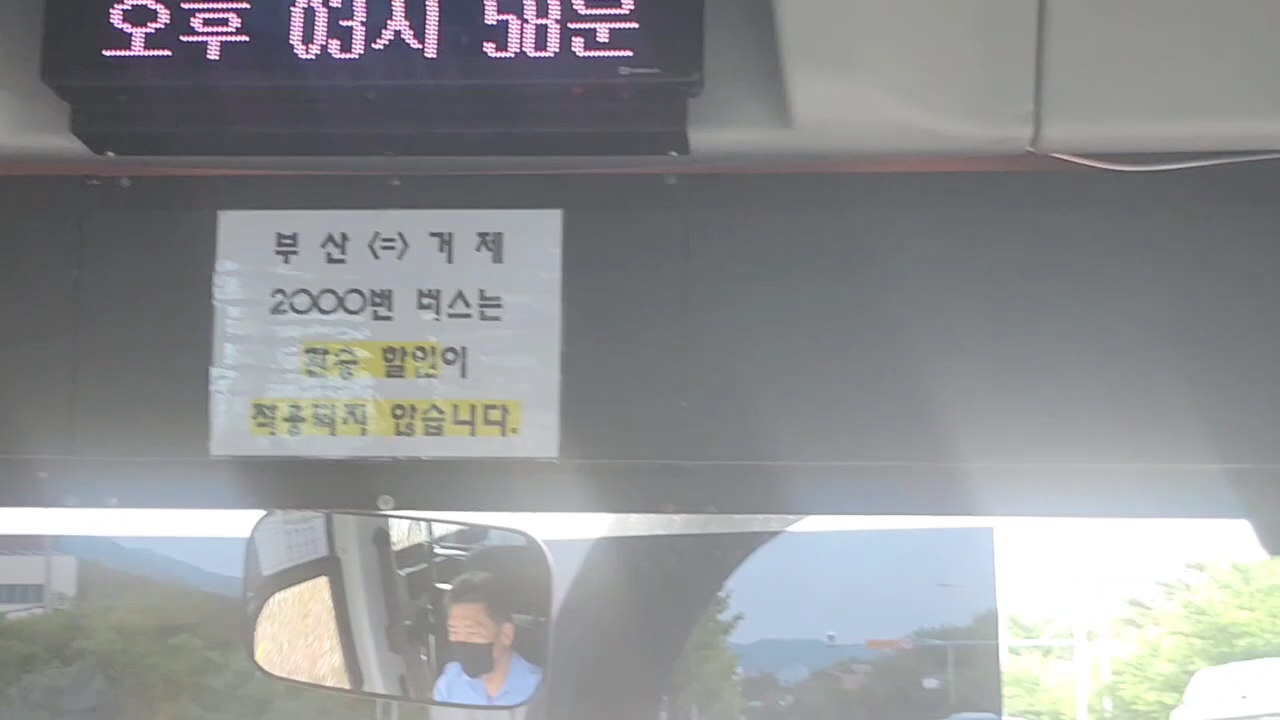 오후 03시 58분
부산 <=> 거제
2000번 버스는
환승 할인이
적용되지 않습니다.